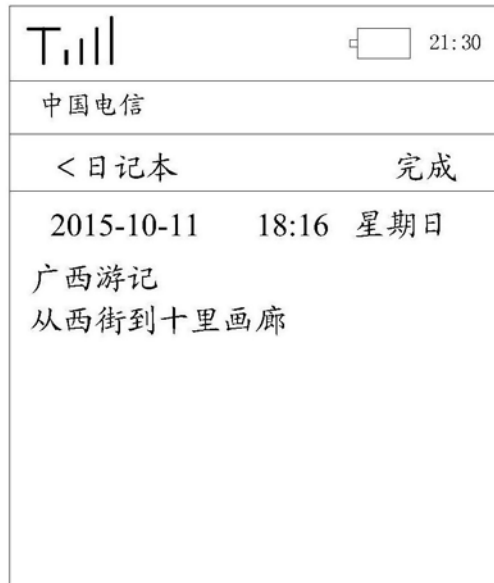 21:30
中国电信
<日记本 完成
2015-10-11 18:16 星期日
广西游记
从西街到十里画廊